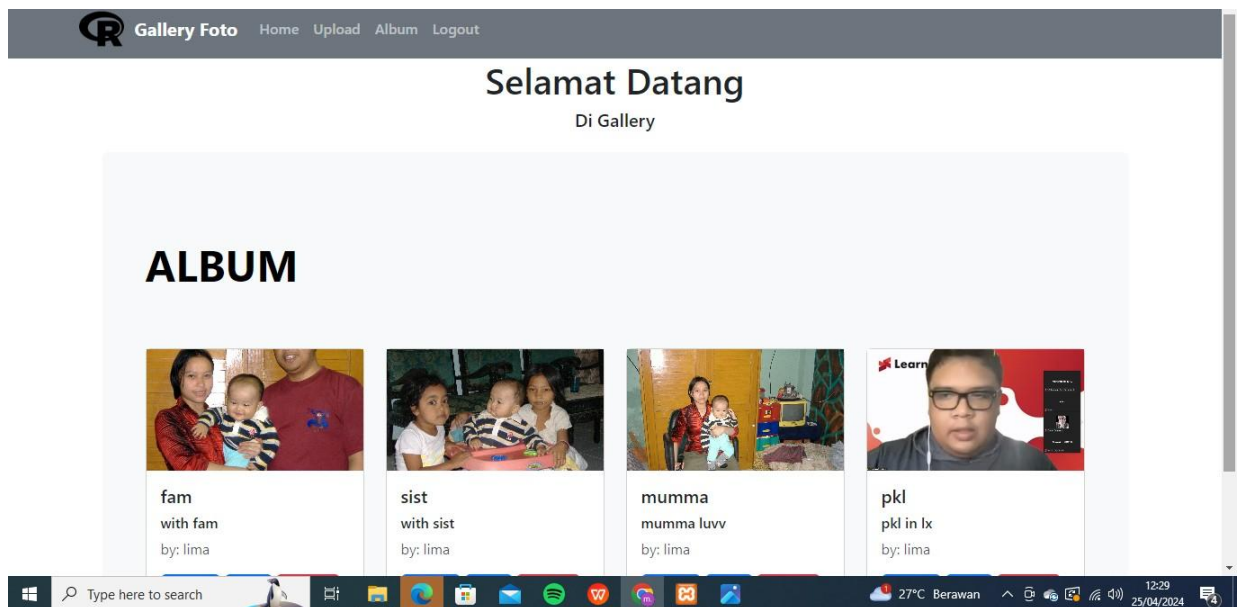 Gallery Foto Home Upload Album Logout
Selamat Datang
Di Gallery
ALBUM
Learn
fam
with fam
by: lima
sist
with sist
by: lima
mumma
mumma luvv
by: lima
pkl
pkl in lx
by: lima
Type here to search
27°C Berawan
12:29
25/04/2024
4